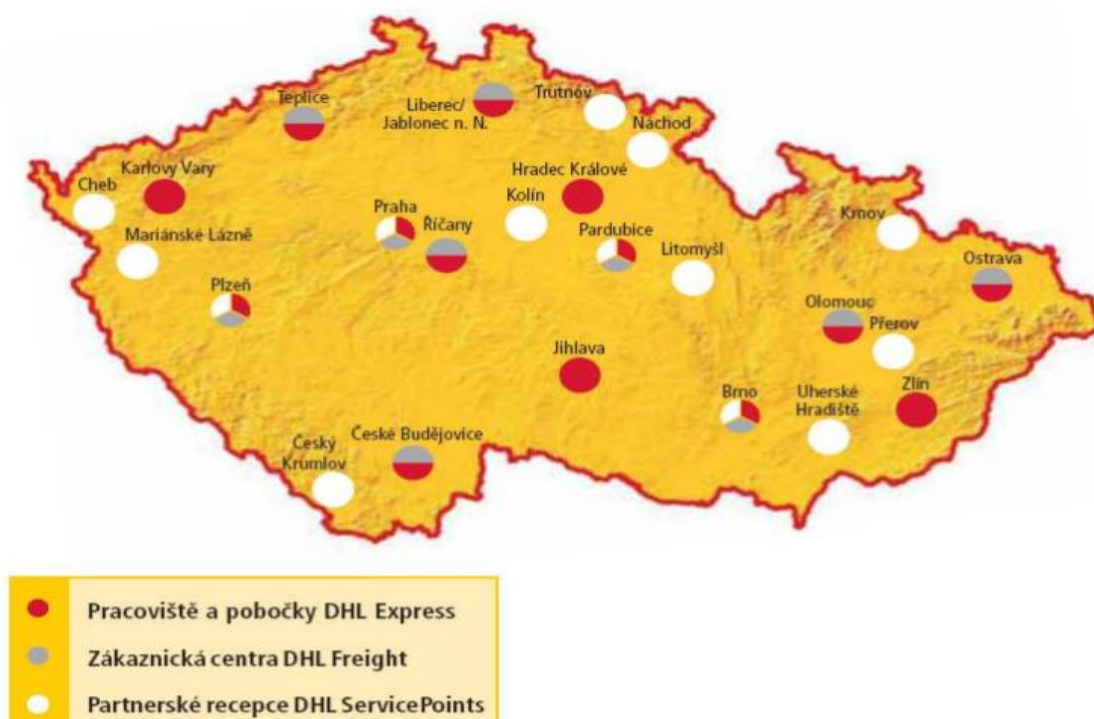 Teplice
Liberec/
Jablonec n. N.
Trutnov
Náchod
Karlovy Vary
Cheb
Hradec Králové
Kolín
Praha
Říčany
Pardubice
Mariánské Lázně
Litomyšl
Krnov
Ostrava
Plzeň
Olomouc
Přerov
Jihlava
Brno
Uherské
Hradiště
Zlín
Český
Krumlov
České Budějovice
Pracoviště a pobočky DHL Express
Zákaznická centra DHL Freight
Partnerské recepce DHL ServicePoints